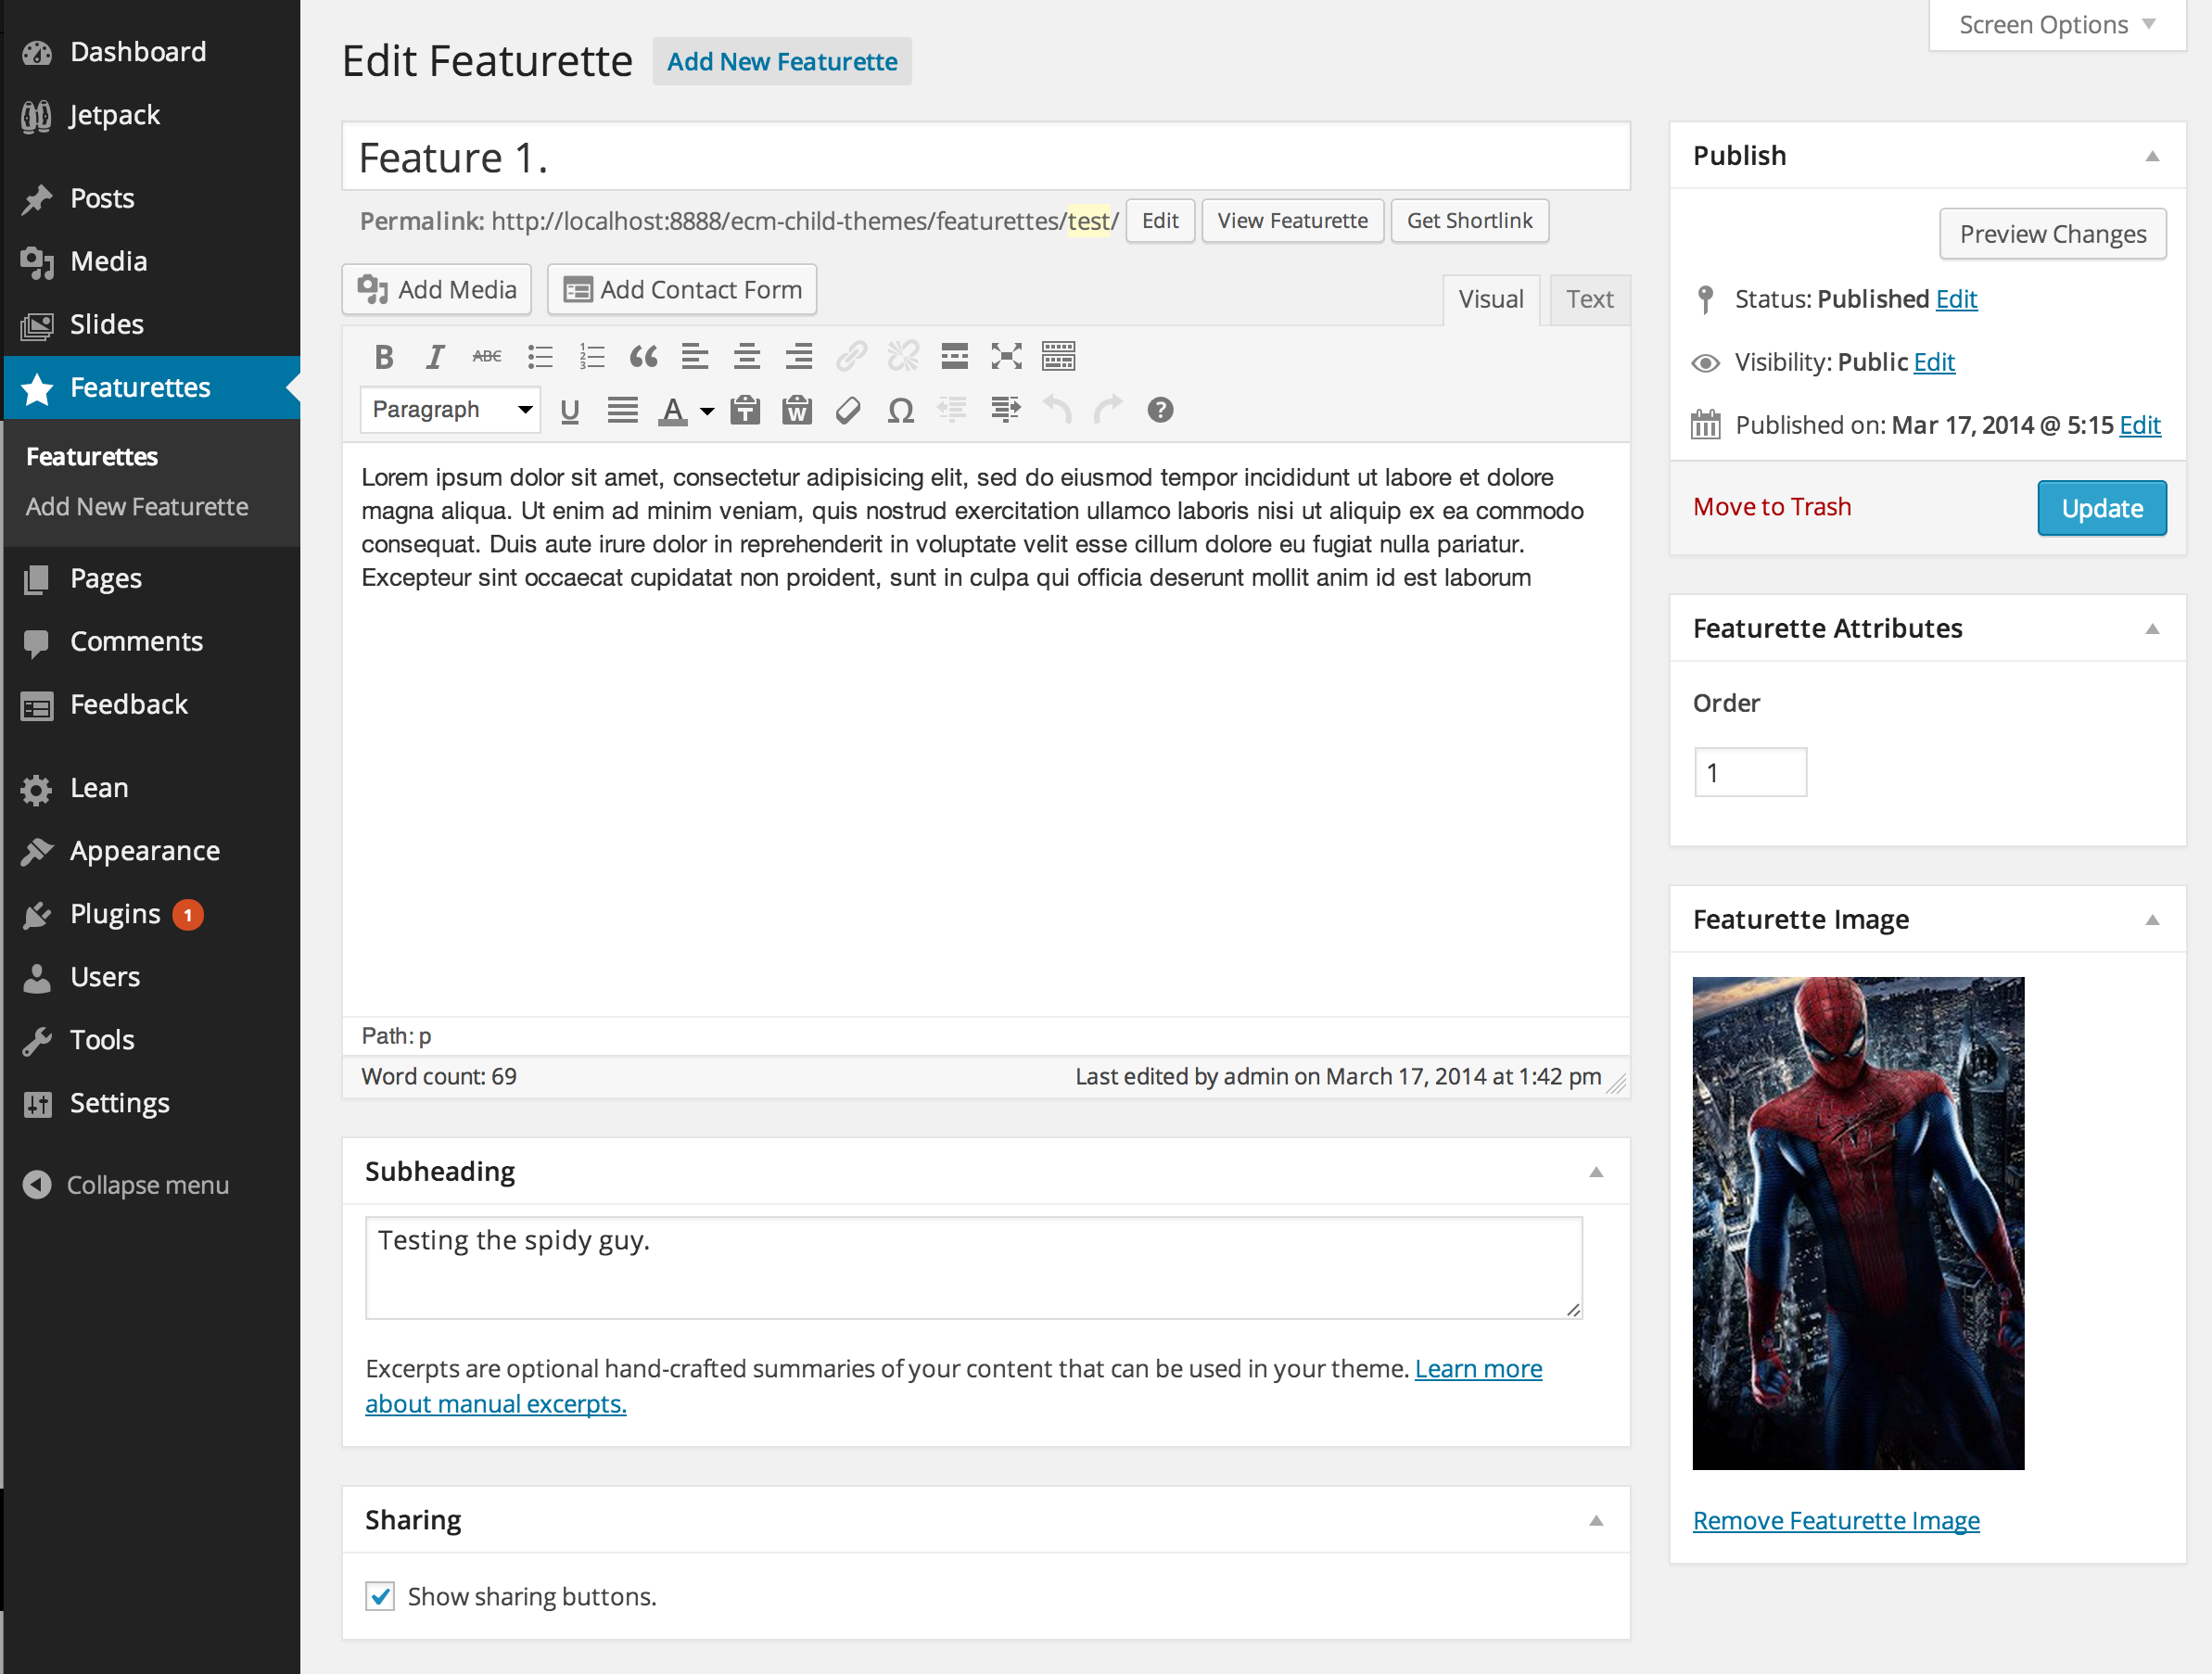 Dashboard
Jetpack
Posts
Media
Slides
Featurettes
Featurettes
Add New Featurette
Pages
Comments
Feedback
Lean
Appearance
Plugins 1
Users
Tools
Settings
Collapse menu
Screen Options
Edit Featurette Add New Featurette
Feature 1.
Permalink: http://localhost:8888/ecm-child-themes/featurettes/test/ Edit View Featurette Get Shortlink
Add Media Add Contact Form Visual Text
B I ABC
Paragraph U A T W Ω ?
Lorem ipsum dolor sit amet, consectetur adipisicing elit, sed do eiusmod tempor incididunt ut labore et dolore
magna aliqua. Ut enim ad minim veniam, quis nostrud exercitation ullamco laboris nisi ut aliquip ex ea commodo
consequat. Duis aute irure dolor in reprehenderit in voluptate velit esse cillum dolore eu fugiat nulla pariatur.
Excepteur sint occaecat cupidatat non proident, sunt in culpa qui officia deserunt mollit anim id est laborum
Path: p
Word count: 69 Last edited by admin on March 17, 2014 at 1:42 pm
Subheading
Testing the spidy guy.
Excerpts are optional hand-crafted summaries of your content that can be used in your theme. Learn more
about manual excerpts.
Sharing
Show sharing buttons.
Publish
Preview Changes
Status: Published Edit
Visibility: Public Edit
Published on: Mar 17, 2014 @ 5:15 Edit
Move to Trash Update
Featurette Attributes
Order
1
Featurette Image
Remove Featurette Image